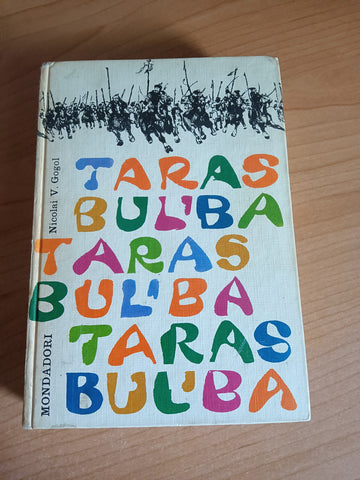 TARAS
BUL'BA
TARAS
BUL'BA
TARAS
BUL'BA
Nicolai V. Gogol
MONDADORI